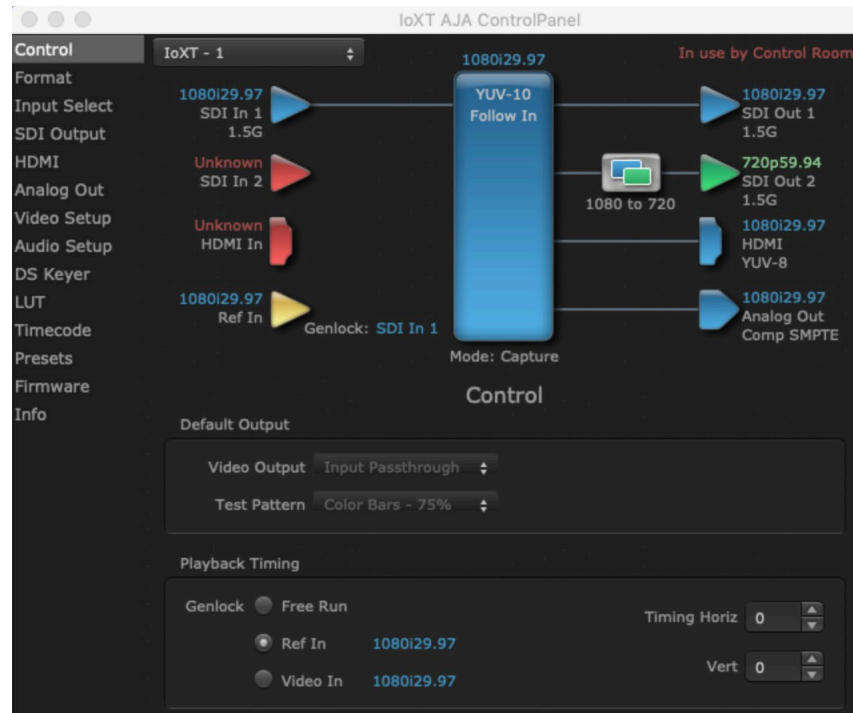 IoXT AJA ControlPanel
Control
Format
Input Select
SDI Output
HDMI
Analog Out
Video Setup
Audio Setup
DS Keyer
LUT
Timecode
Presets
Firmware
Info
IoXT - 1
1080i29.97
In use by Control Room
1080i29.97
SDI In 1
1.5G
Unknown
SDI In 2
Unknown
HDMI In
1080i29.97
Ref In
Genlock: SDI In 1
YUV-10
Follow In
Mode: Capture
1080 to 720
1080i29.97
SDI Out 1
1.5G
720p59.94
SDI Out 2
1.5G
1080i29.97
HDMI
YUV-8
1080i29.97
Analog Out
Comp SMPTE
Control
Default Output
Video Output Input Passthrough
Test Pattern Color Bars - 75%
Playback Timing
Genlock Free Run
Timing Horiz 0
Ref In 1080i29.97
Vert 0
Video In 1080i29.97